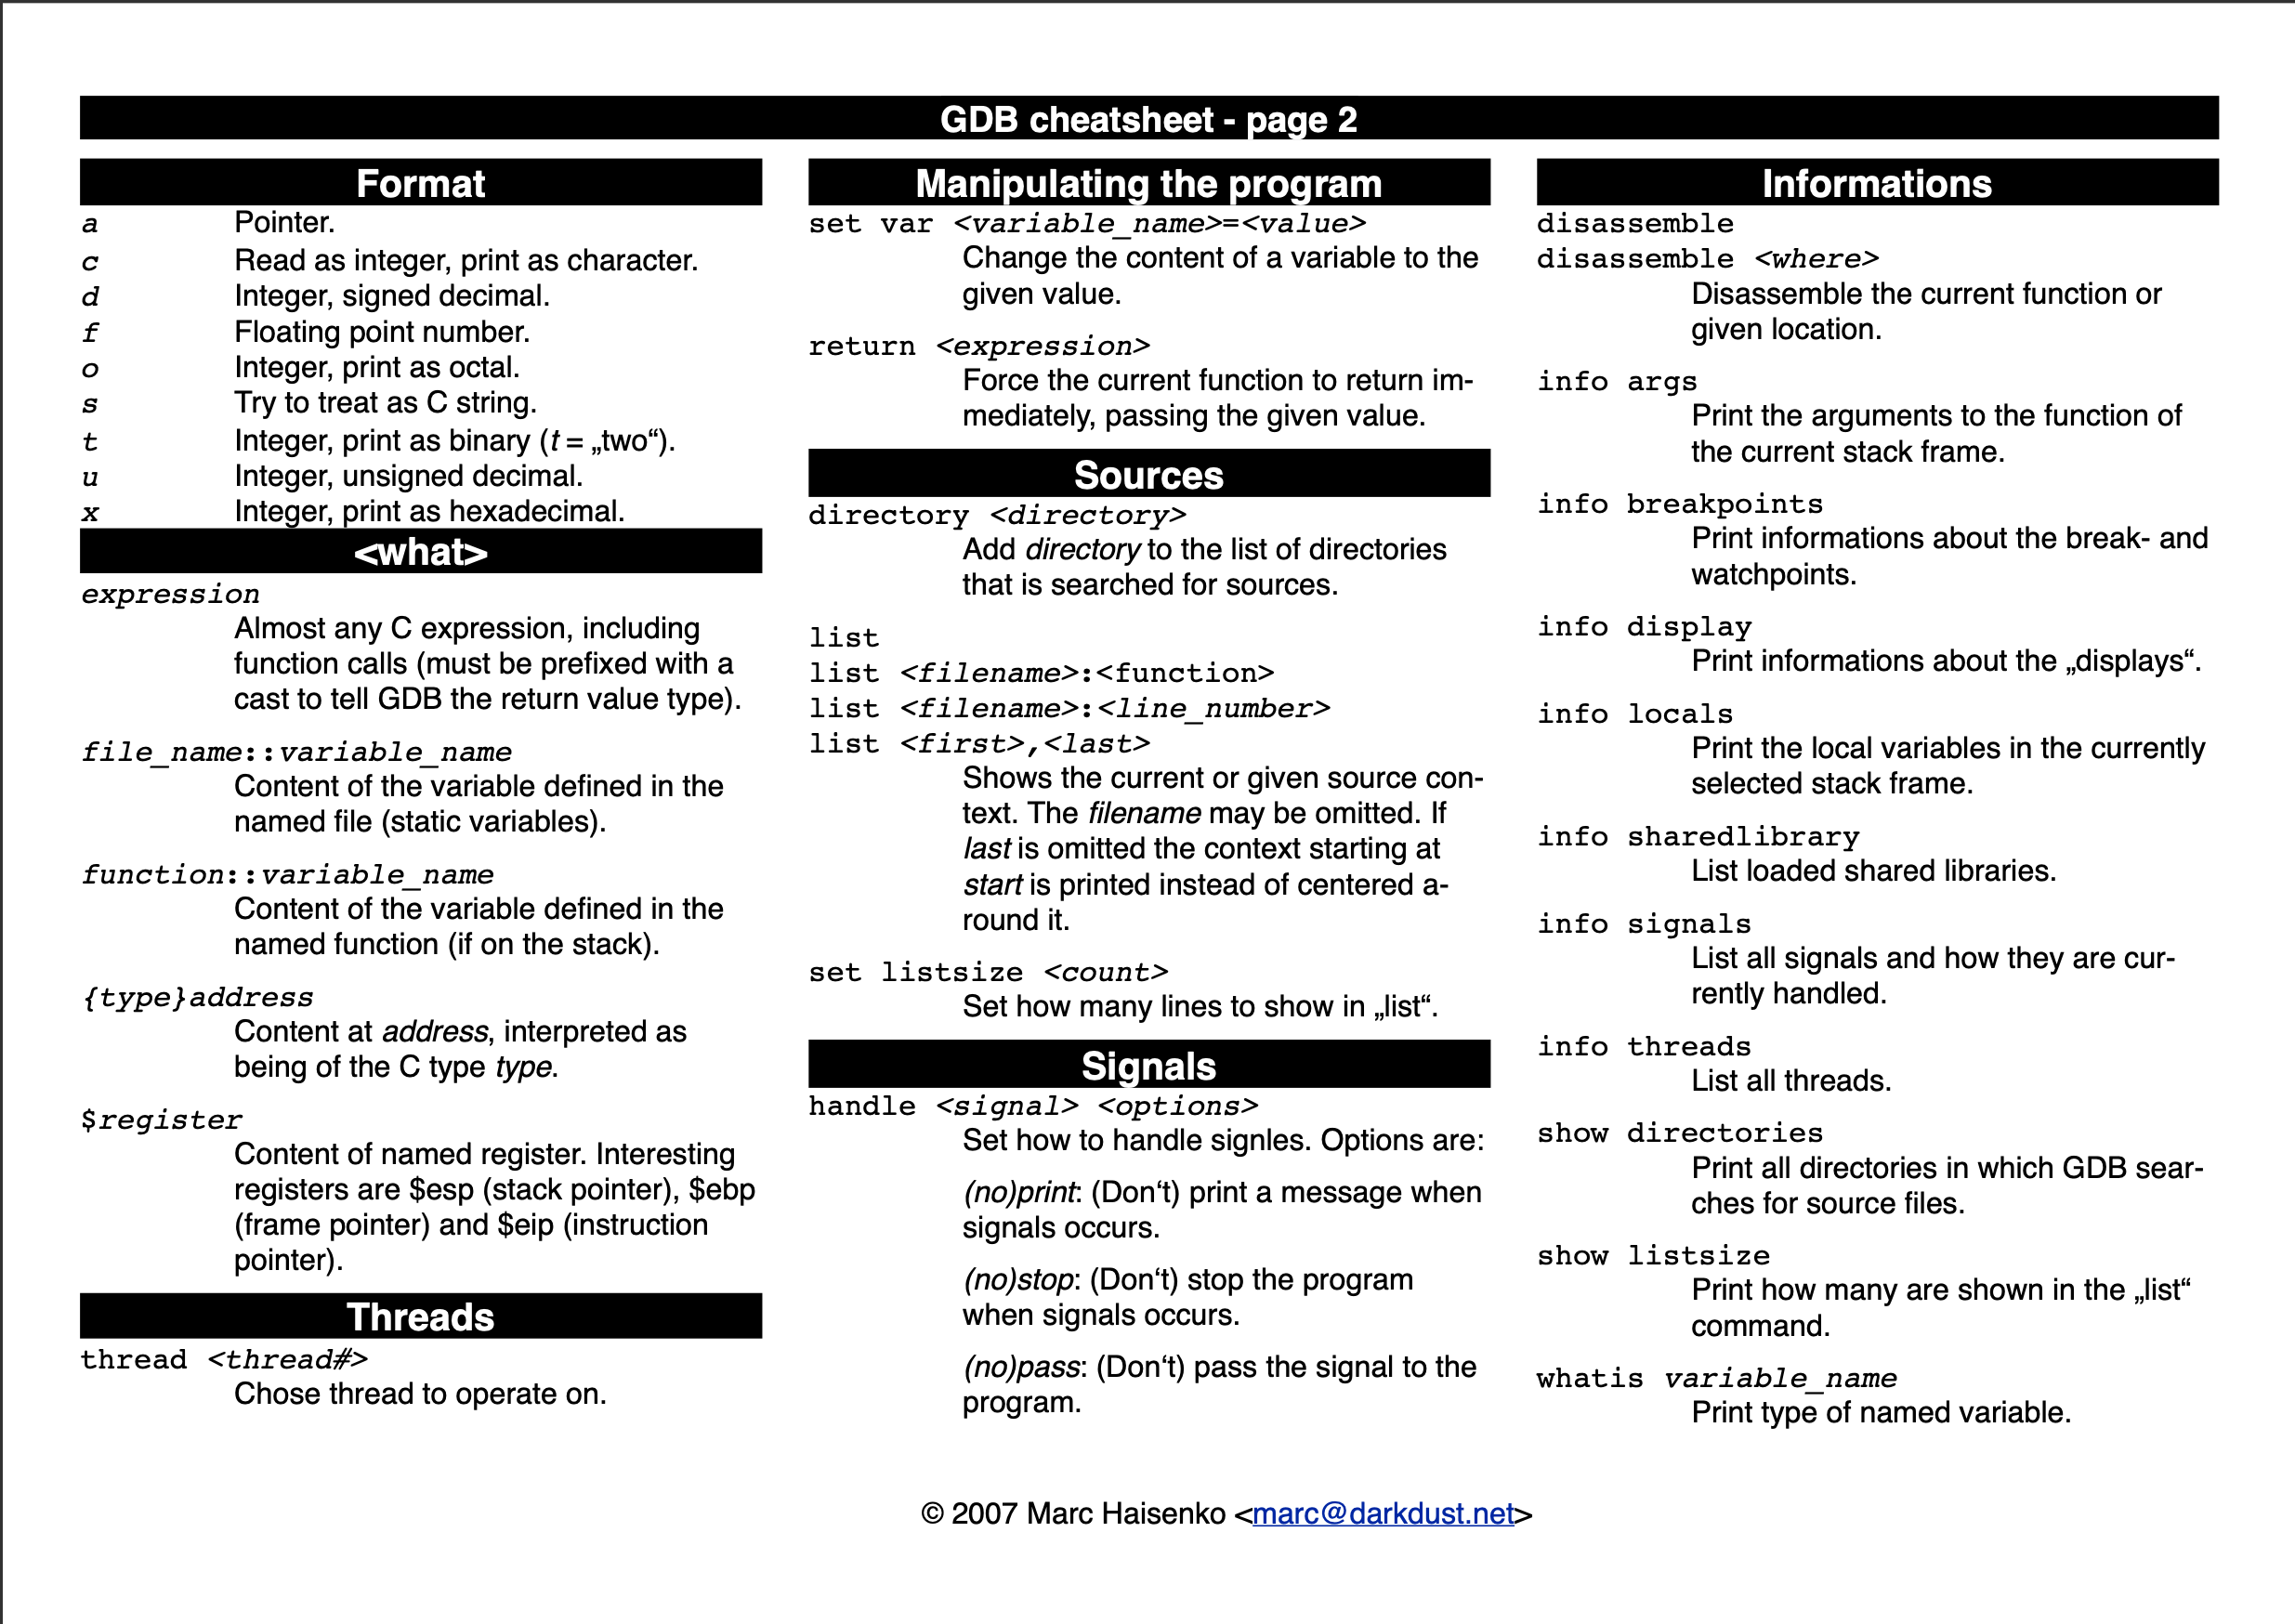 GDB cheatsheet - page 2
Format
a Pointer.
c Read as integer, print as character.
d Integer, signed decimal.
f Floating point number.
o Integer, print as octal.
s Try to treat as C string.
t Integer, print as binary (t = „two“).
u Integer, unsigned decimal.
x Integer, print as hexadecimal.
<what>
expression
Almost any C expression, including
function calls (must be prefixed with a
cast to tell GDB the return value type).
file_name::variable_name
Content of the variable defined in the
named file (static variables).
function::variable_name
Content of the variable defined in the
named function (if on the stack).
{type}address
Content at address, interpreted as
being of the C type type.
$register
Content of named register. Interesting
registers are $esp (stack pointer), $ebp
(frame pointer) and $eip (instruction
pointer).
Threads
thread <thread#>
Chose thread to operate on.
Manipulating the program
set var <variable_name>=<value>
Change the content of a variable to the
given value.
return <expression>
Force the current function to return im-
mediately, passing the given value.
Sources
directory <directory>
Add directory to the list of directories
that is searched for sources.
list
list <filename>:<function>
list <filename>:<line_number>
list <first>,<last>
Shows the current or given source con-
text. The filename may be omitted. If
last is omitted the context starting at
start is printed instead of centered a-
round it.
set listsize <count>
Set how many lines to show in „list“.
Signals
handle <signal> <options>
Set how to handle signles. Options are:
(no)print: (Don‘t) print a message when
signals occurs.
(no)stop: (Don‘t) stop the program
when signals occurs.
(no)pass: (Don‘t) pass the signal to the
program.
Informations
disassemble
disassemble <where>
Disassemble the current function or
given location.
info args
Print the arguments to the function of
the current stack frame.
info breakpoints
Print informations about the break- and
watchpoints.
info display
Print informations about the „displays“.
info locals
Print the local variables in the currently
selected stack frame.
info sharedlibrary
List loaded shared libraries.
info signals
List all signals and how they are cur-
rently handled.
info threads
List all threads.
show directories
Print all directories in which GDB sear-
ches for source files.
show listsize
Print how many are shown in the „list“
command.
whatis variable_name
Print type of named variable.
© 2007 Marc Haisenko <marc@darkdust.net>